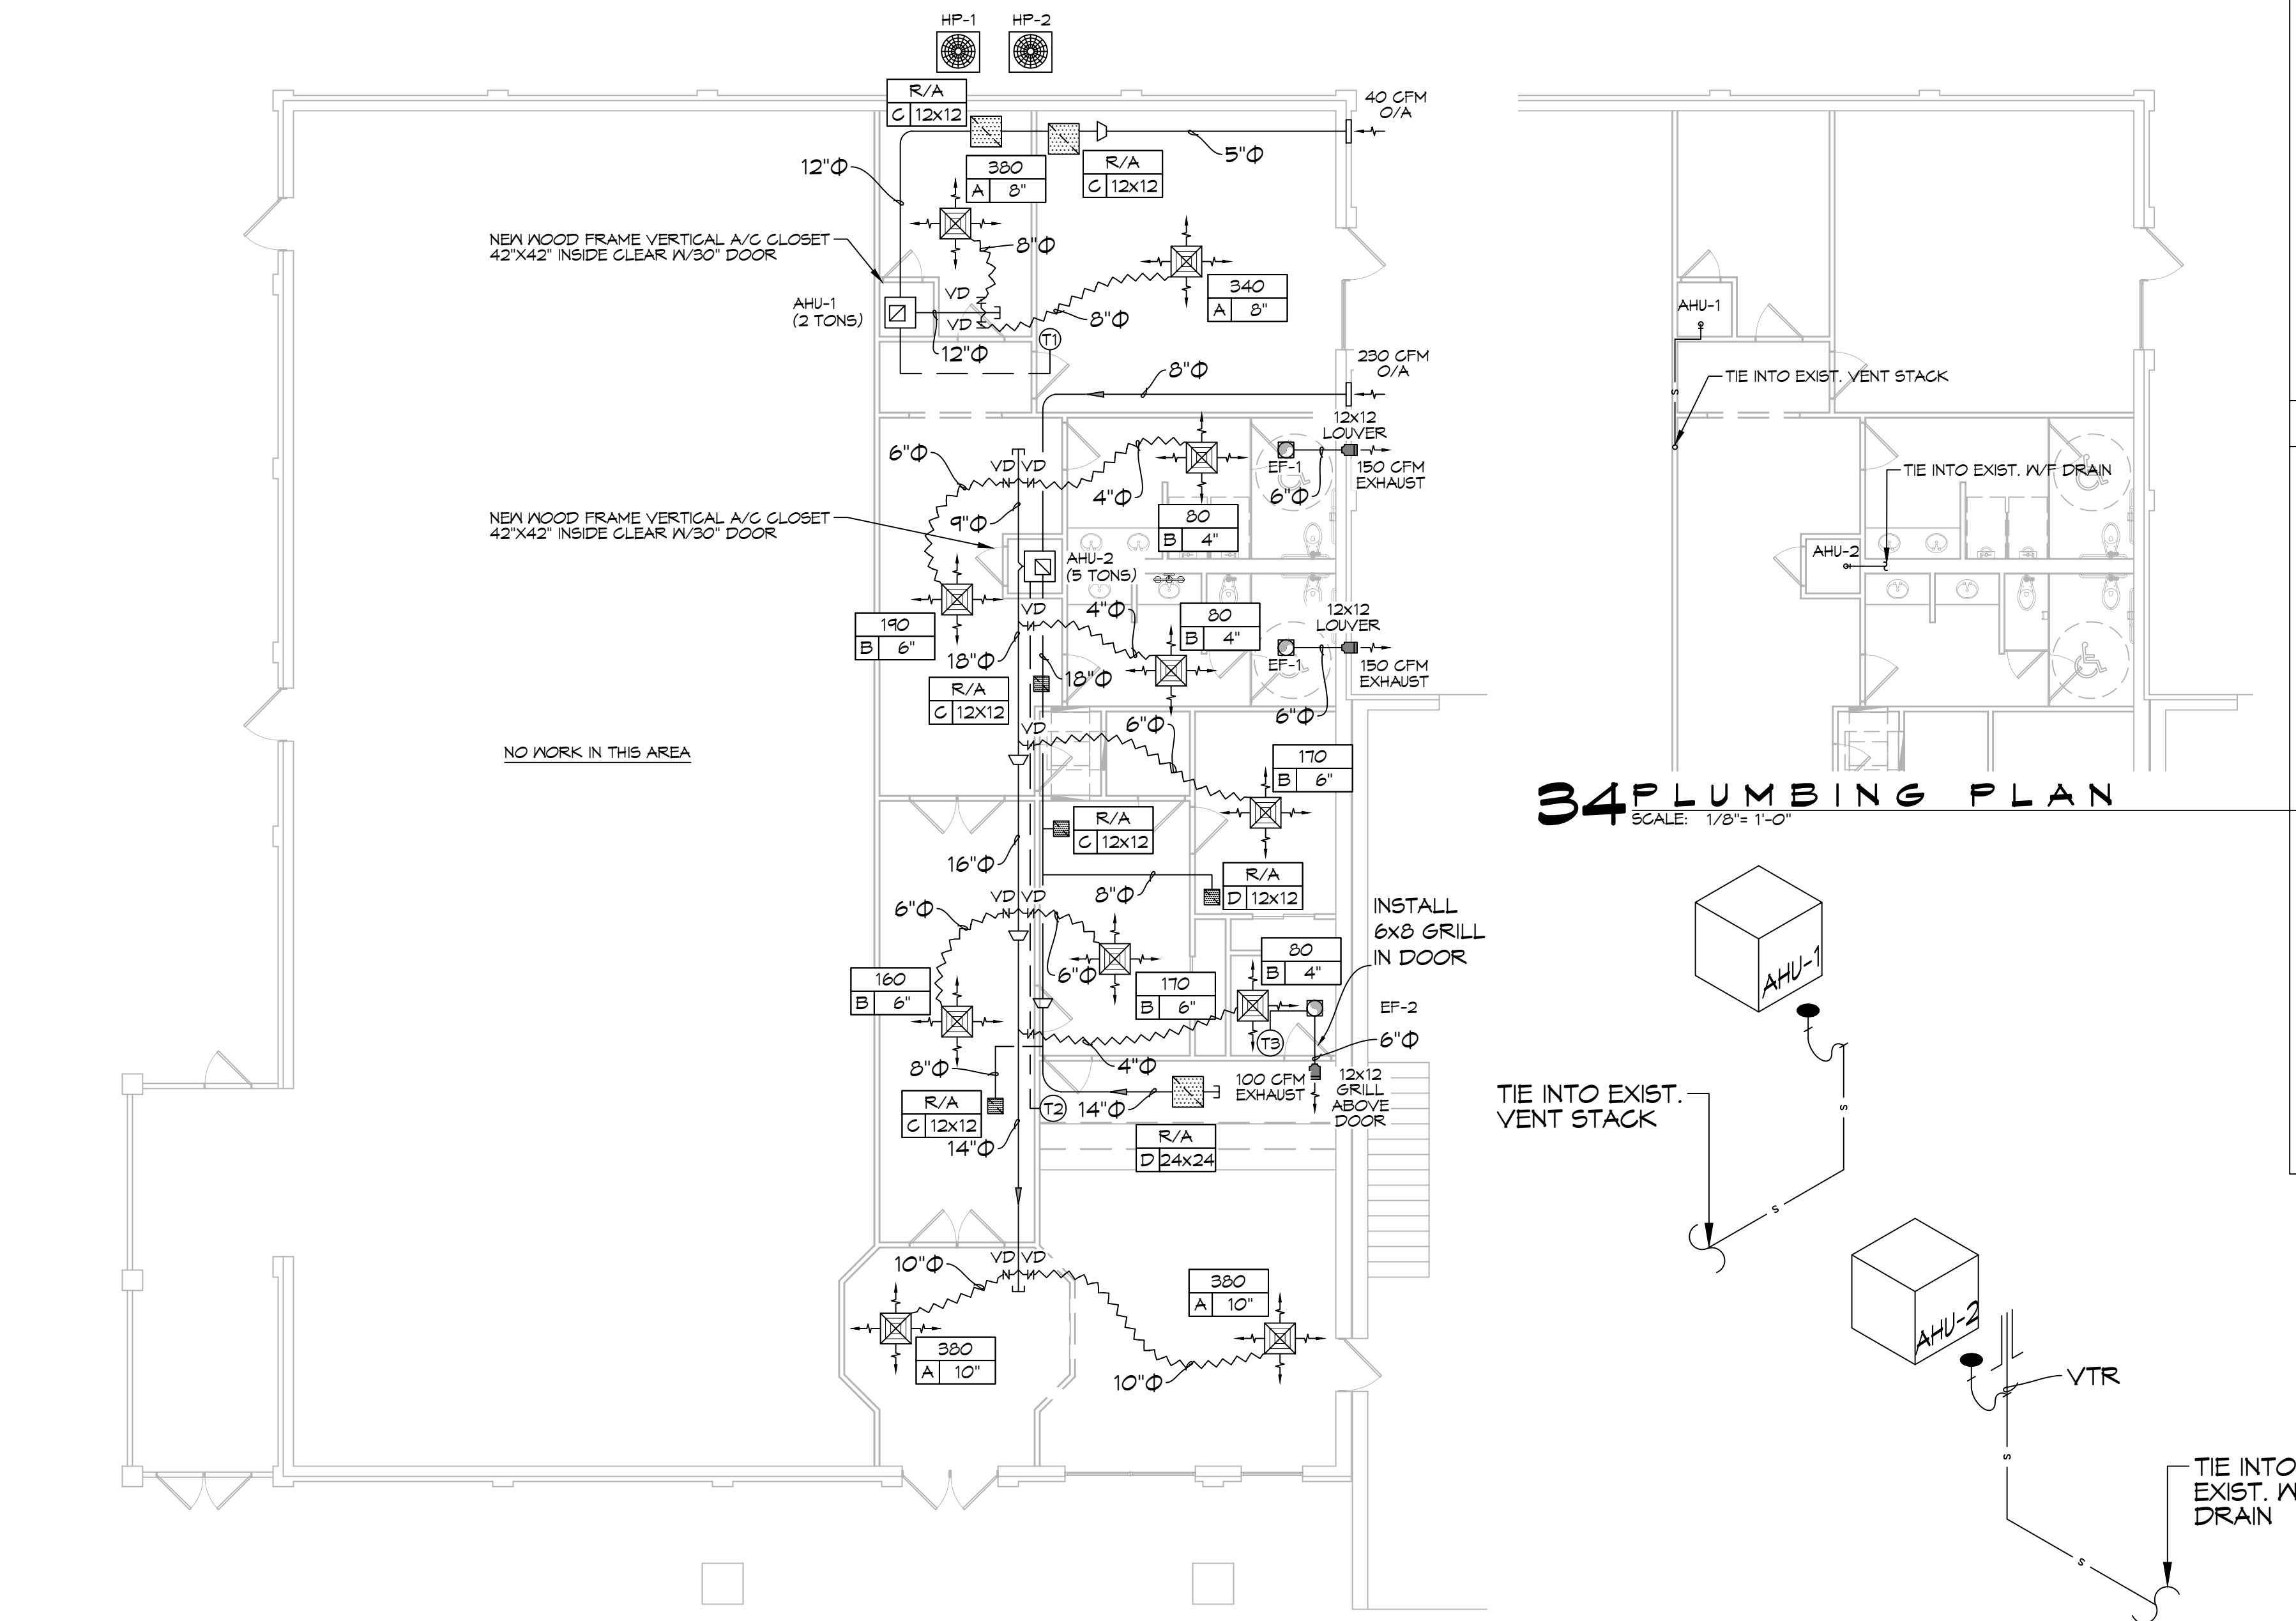 HP-1
HP-2
R/A
C 12x12
40 CFM
O/A
5"Φ
R/A
C 12x12
12"Φ
380
A 8"
8"Φ
NEW WOOD FRAME VERTICAL A/C CLOSET
42"X42" INSIDE CLEAR W/30" DOOR
340
A 8"
AHU-1
(2 TONS)
VD
VD
8"Φ
12"Φ
T1
230 CFM
O/A
8"Φ
12x12
LOUVER
6"Φ
VD VD
EF-1
150 CFM
EXHAUST
4"Φ
6"Φ
80
B 4"
9"Φ
NEW WOOD FRAME VERTICAL A/C CLOSET
42"X42" INSIDE CLEAR W/30" DOOR
AHU-2
(5 TONS)
VD
4"Φ
80
B 4"
12x12
LOUVER
190
B 6"
18"Φ
EF-1
150 CFM
EXHAUST
18"Φ
R/A
C 12X12
6"Φ
6"Φ
VD
NO WORK IN THIS AREA
170
B 6"
R/A
C 12x12
16"Φ
R/A
D 12x12
8"Φ
6"Φ
VD VD
INSTALL
6x8 GRILL
IN DOOR
80
B 4"
160
B 6"
6"Φ
170
B 6"
EF-2
6"Φ
T3
8"Φ
4"Φ
100 CFM
EXHAUST
12x12
GRILL
ABOVE
DOOR
R/A
C 12x12
T2
14"Φ
14"Φ
R/A
D 24x24
10"Φ
VD VD
380
A 10"
380
A 10"
10"Φ
AHU-1
TIE INTO EXIST. VENT STACK
S
TIE INTO EXIST. W/F DRAIN
AHU-2
34 PLUMBING PLAN
SCALE: 1/8"= 1'-0"
AHU-1
TIE INTO EXIST.
VENT STACK
S
S
AHU-2
VTR
S
TIE INTO
EXIST. W
DRAIN
S